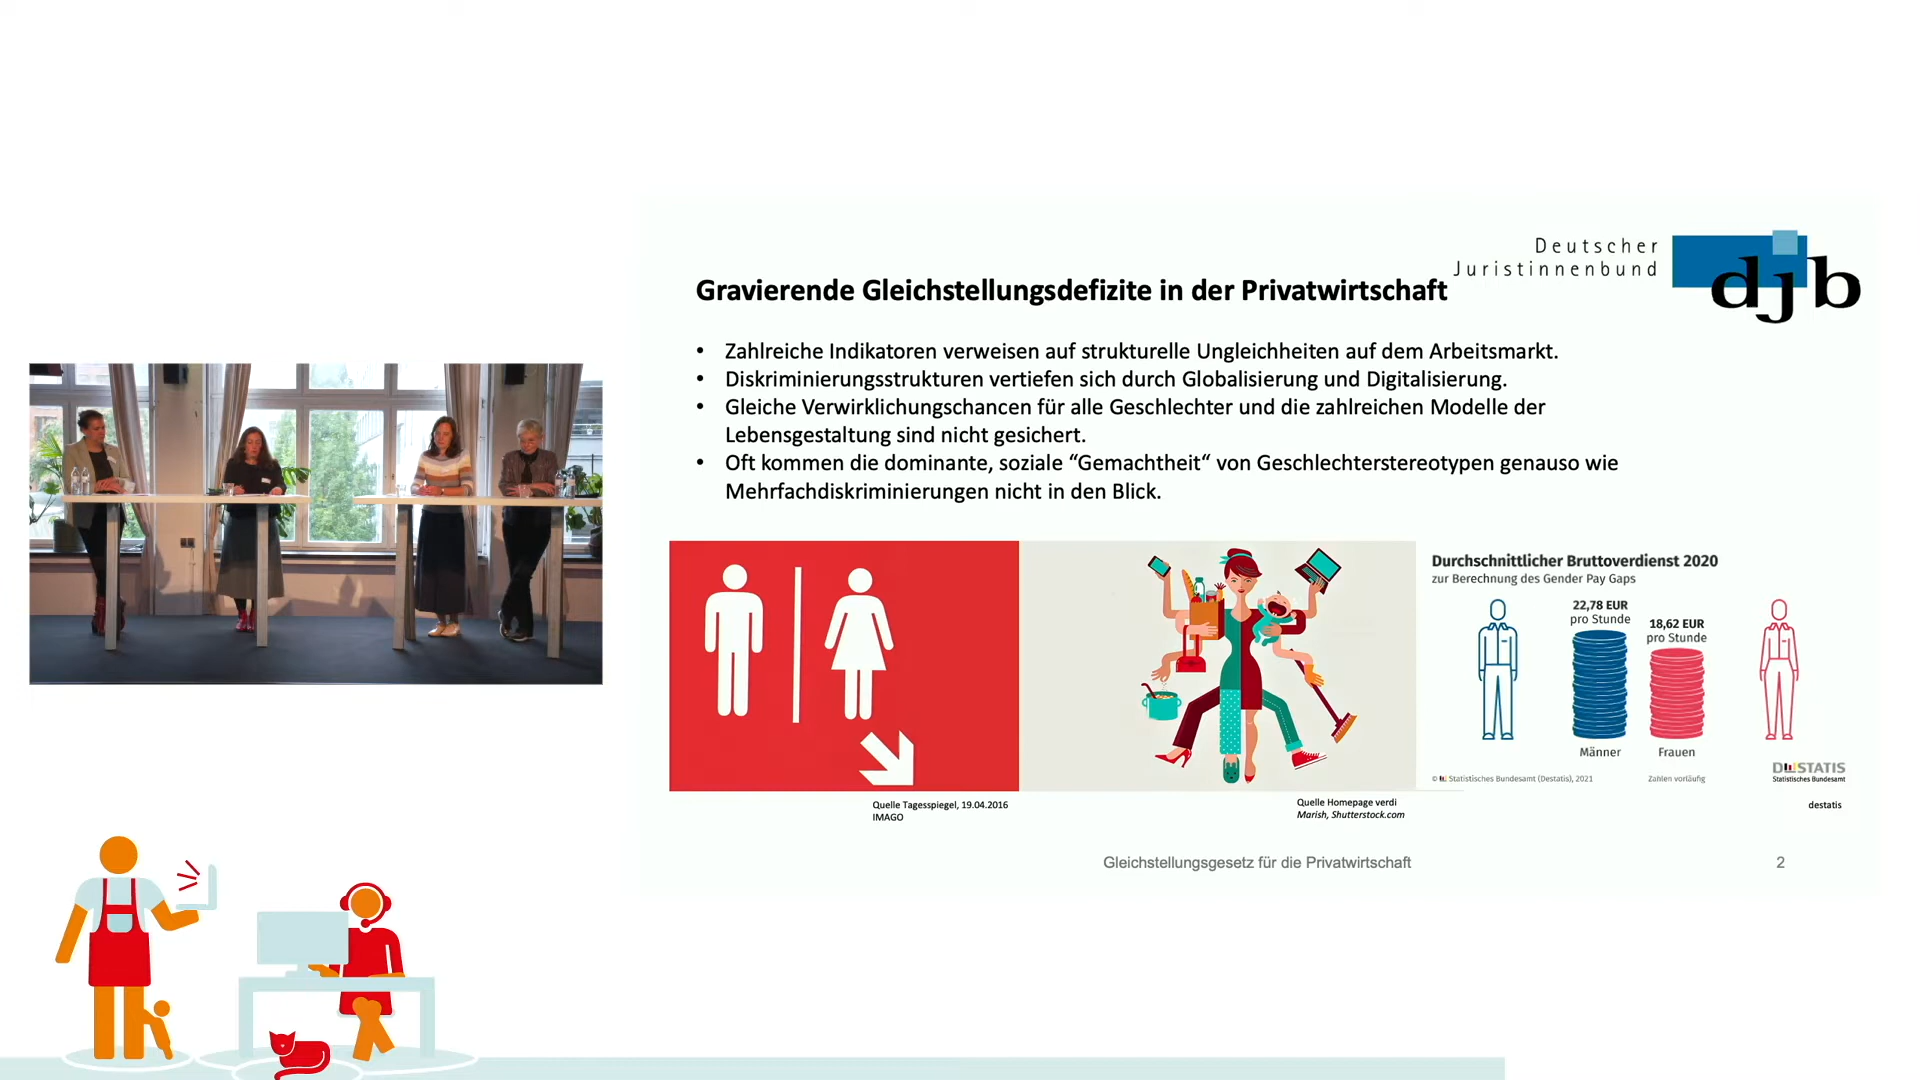 Deutscher
Juristinnenbund
djb
Gravierende Gleichstellungsdefizite in der Privatwirtschaft
• Zahlreiche Indikatoren verweisen auf strukturelle Ungleichheiten auf dem Arbeitsmarkt.
• Diskriminierungsstrukturen vertiefen sich durch Globalisierung und Digitalisierung.
• Gleiche Verwirklichungschancen für alle Geschlechter und die zahlreichen Modelle der
Lebensgestaltung sind nicht gesichert.
• Oft kommen die dominante, soziale “Gemachtheit“ von Geschlechterstereotypen genauso wie
Mehrfachdiskriminierungen nicht in den Blick.
Durchschnittlicher Bruttoverdienst 2020
zur Berechnung des Gender Pay Gaps
22,78 EUR
pro Stunde
18,62 EUR
pro Stunde
Männer
Frauen
© Statistisches Bundesamt (Destatis), 2021
Zahlen vorläufig
DESTATIS
Statistisches Bundesamt
Quelle Tagesspiegel, 19.04.2016
IMAGO
Quelle Homepage verdi
Marish, Shutterstock.com
destatis
Gleichstellungsgesetz für die Privatwirtschaft
2